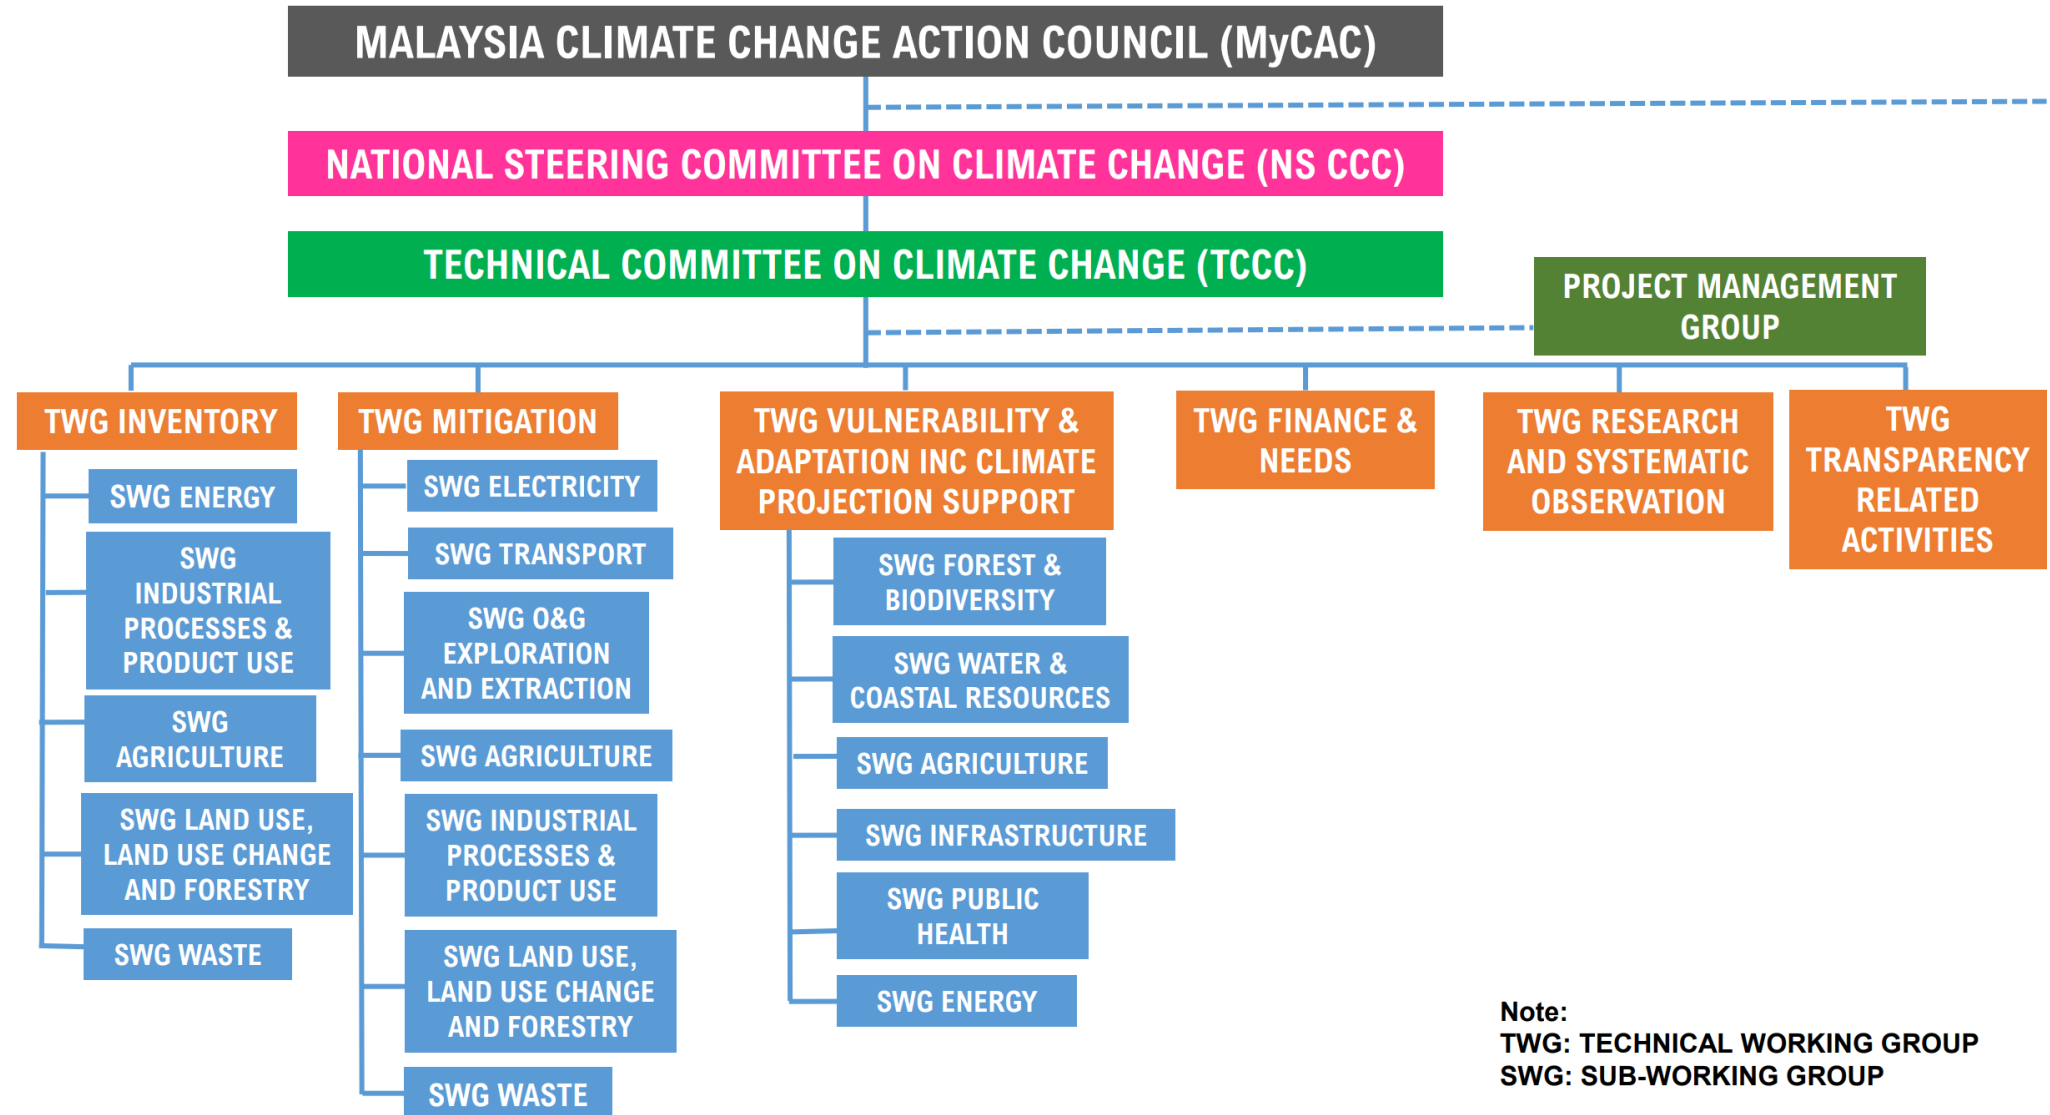 MALAYSIA CLIMATE CHANGE ACTION COUNCIL (MyCAC)
NATIONAL STEERING COMMITTEE ON CLIMATE CHANGE (NS CCC)
TECHNICAL COMMITTEE ON CLIMATE CHANGE (TCCC)
PROJECT MANAGEMENT
GROUP
TWG INVENTORY
SWG ENERGY
SWG
INDUSTRIAL
PROCESSES &
PRODUCT USE
SWG
AGRICULTURE
SWG LAND USE,
LAND USE CHANGE
AND FORESTRY
SWG WASTE
TWG MITIGATION
SWG ELECTRICITY
SWG TRANSPORT
SWG O&G
EXPLORATION
AND EXTRACTION
SWG AGRICULTURE
SWG INDUSTRIAL
PROCESSES &
PRODUCT USE
SWG LAND USE,
LAND USE CHANGE
AND FORESTRY
SWG WASTE
TWG VULNERABILITY &
ADAPTATION INC CLIMATE
PROJECTION SUPPORT
SWG FOREST &
BIODIVERSITY
SWG WATER &
COASTAL RESOURCES
SWG AGRICULTURE
SWG INFRASTRUCTURE
SWG PUBLIC
HEALTH
SWG ENERGY
TWG FINANCE &
NEEDS
TWG RESEARCH
AND SYSTEMATIC
OBSERVATION
TWG
TRANSPARENCY
RELATED
ACTIVITIES
Note:
TWG: TECHNICAL WORKING GROUP
SWG: SUB-WORKING GROUP